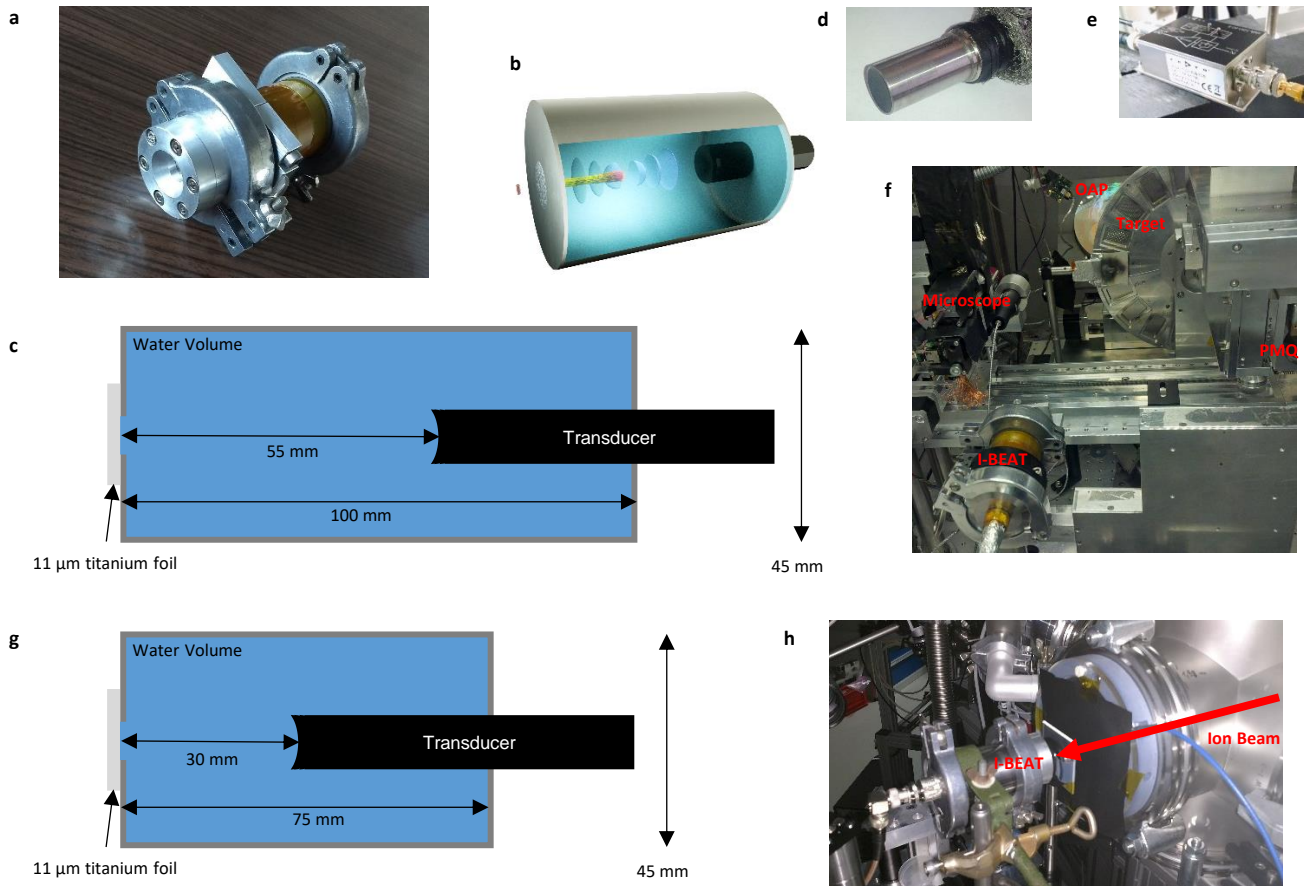 a
b
d
e
f
OAP
Target
Microscope
PMQ
I-BEAT
c
Water Volume
Transducer
55 mm
100 mm
11 µm titanium foil
45 mm
g
Water Volume
Transducer
30 mm
75 mm
11 µm titanium foil
45 mm
h
Ion Beam
I-BEAT